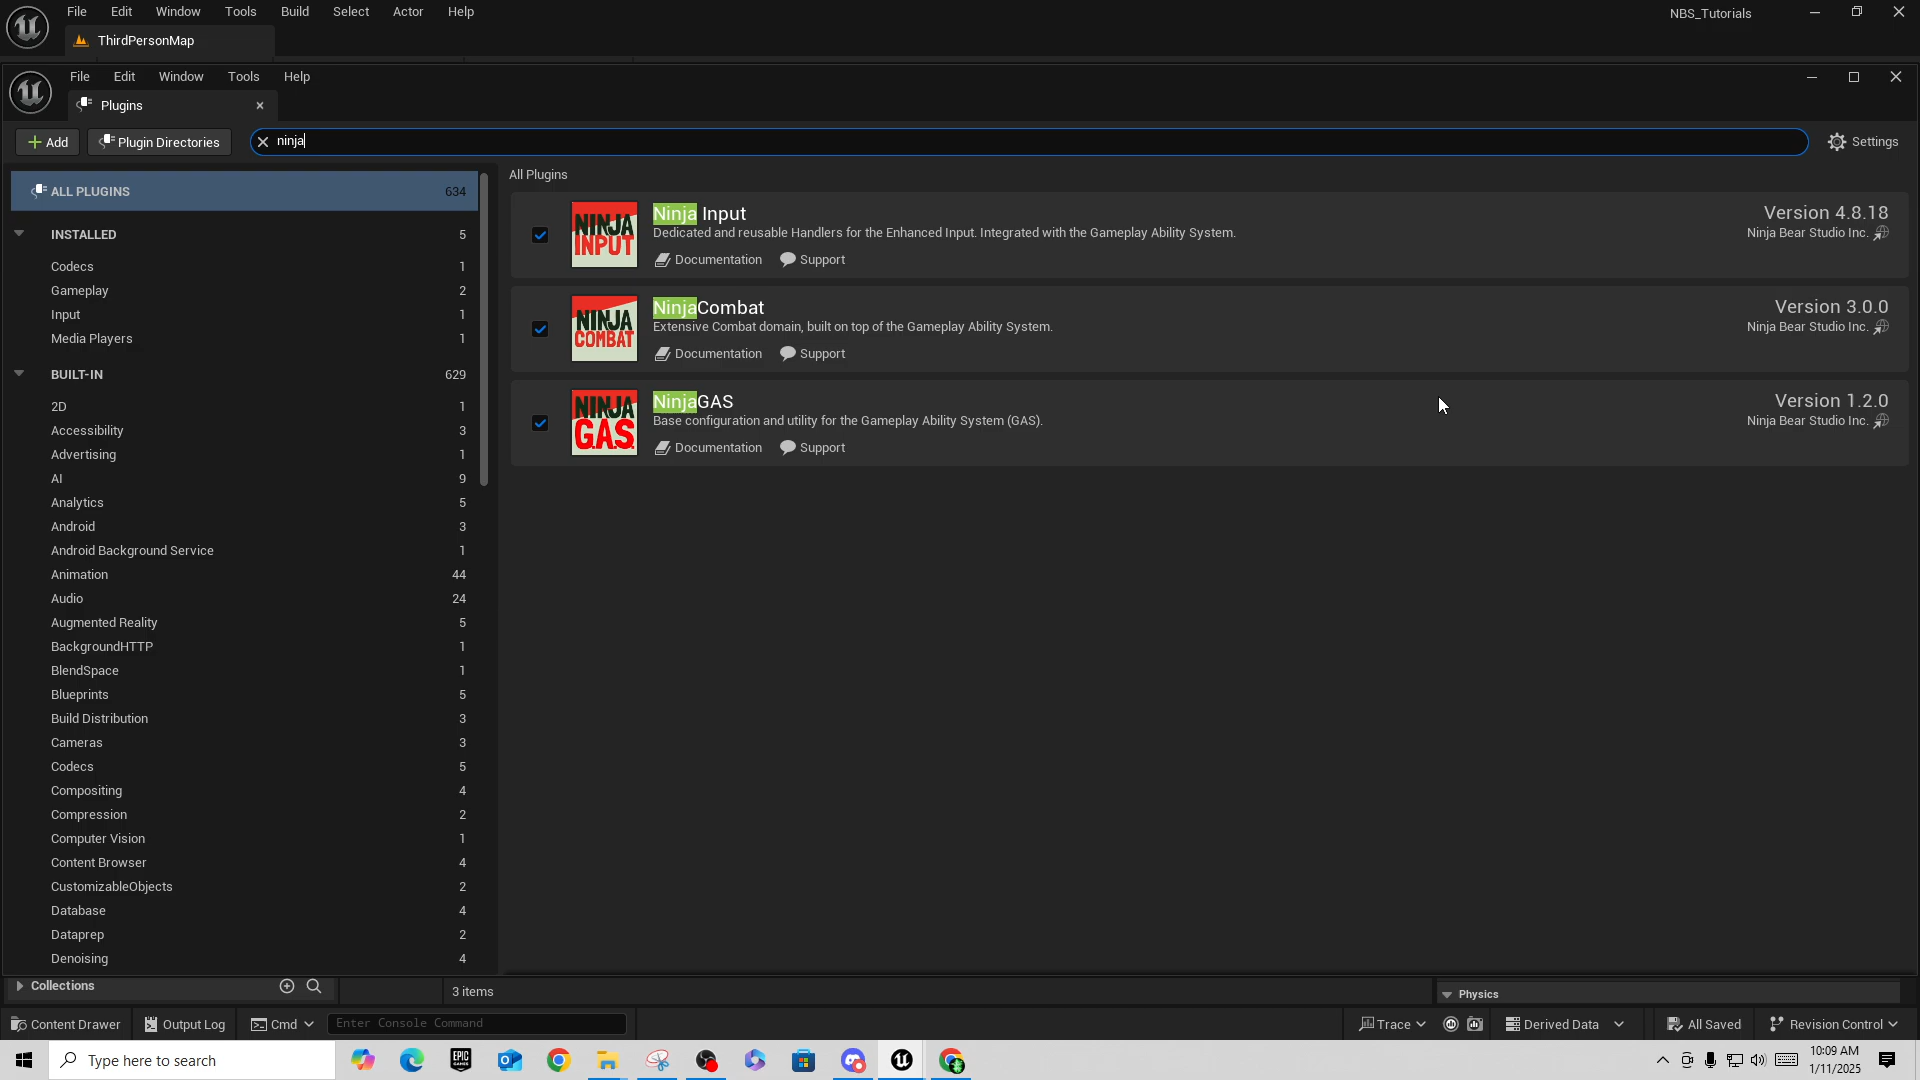 File Edit Window Tools Build Select Actor Help
NBS_Tutorials
ThirdPersonMap
File Edit Window Tools Help
Plugins
Add
Plugin Directories
ninja
Settings
ALL PLUGINS 634
INSTALLED 5
Codecs 1
Gameplay 2
Input 1
Media Players 1
BUILT-IN 629
2D 1
Accessibility 3
Advertising 1
AI 9
Analytics 5
Android 3
Android Background Service 1
Animation 44
Audio 24
Augmented Reality 5
BackgroundHTTP 1
BlendSpace 1
Blueprints 5
Build Distribution 3
Cameras 3
Codecs 5
Compositing 4
Compression 2
Computer Vision 1
Content Browser 4
CustomizableObjects 2
Database 4
Dataprep 2
Denoising 4
All Plugins
NINJA
INPUT
Ninja Input
Version 4.8.18
Dedicated and reusable Handlers for the Enhanced Input. Integrated with the Gameplay Ability System.
Ninja Bear Studio Inc.
Documentation Support
NINJA
COMBAT
NinjaCombat
Version 3.0.0
Extensive Combat domain, built on top of the Gameplay Ability System.
Ninja Bear Studio Inc.
Documentation Support
NINJA
GAS
NinjaGAS
Version 1.2.0
Base configuration and utility for the Gameplay Ability System (GAS).
Ninja Bear Studio Inc.
Documentation Support
Collections
3 items
Physics
Content Drawer
Output Log
Cmd
Enter Console Command
Trace
Derived Data
All Saved
Revision Control
Type here to search
EPIC
GAMES
10:09 AM
1/11/2025